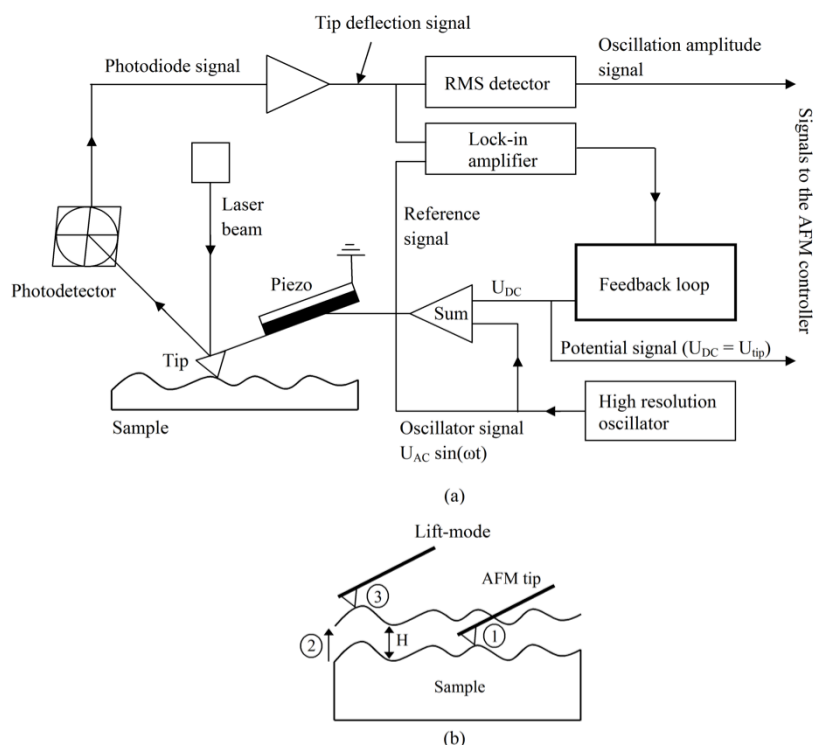 Tip deflection signal
Photodiode signal
Oscillation amplitude
signal
RMS detector
Lock-in
amplifier
Laser
beam
Reference
signal
Signals to the AFM controller
Photodetector
Piezo
U_DC
Feedback loop
Sum
Tip
Potential signal (U_DC = U_tip)
Sample
Oscillator signal
U_AC sin(ωt)
High resolution
oscillator
(a)
Lift-mode
AFM tip
3
2
H
1
Sample
(b)